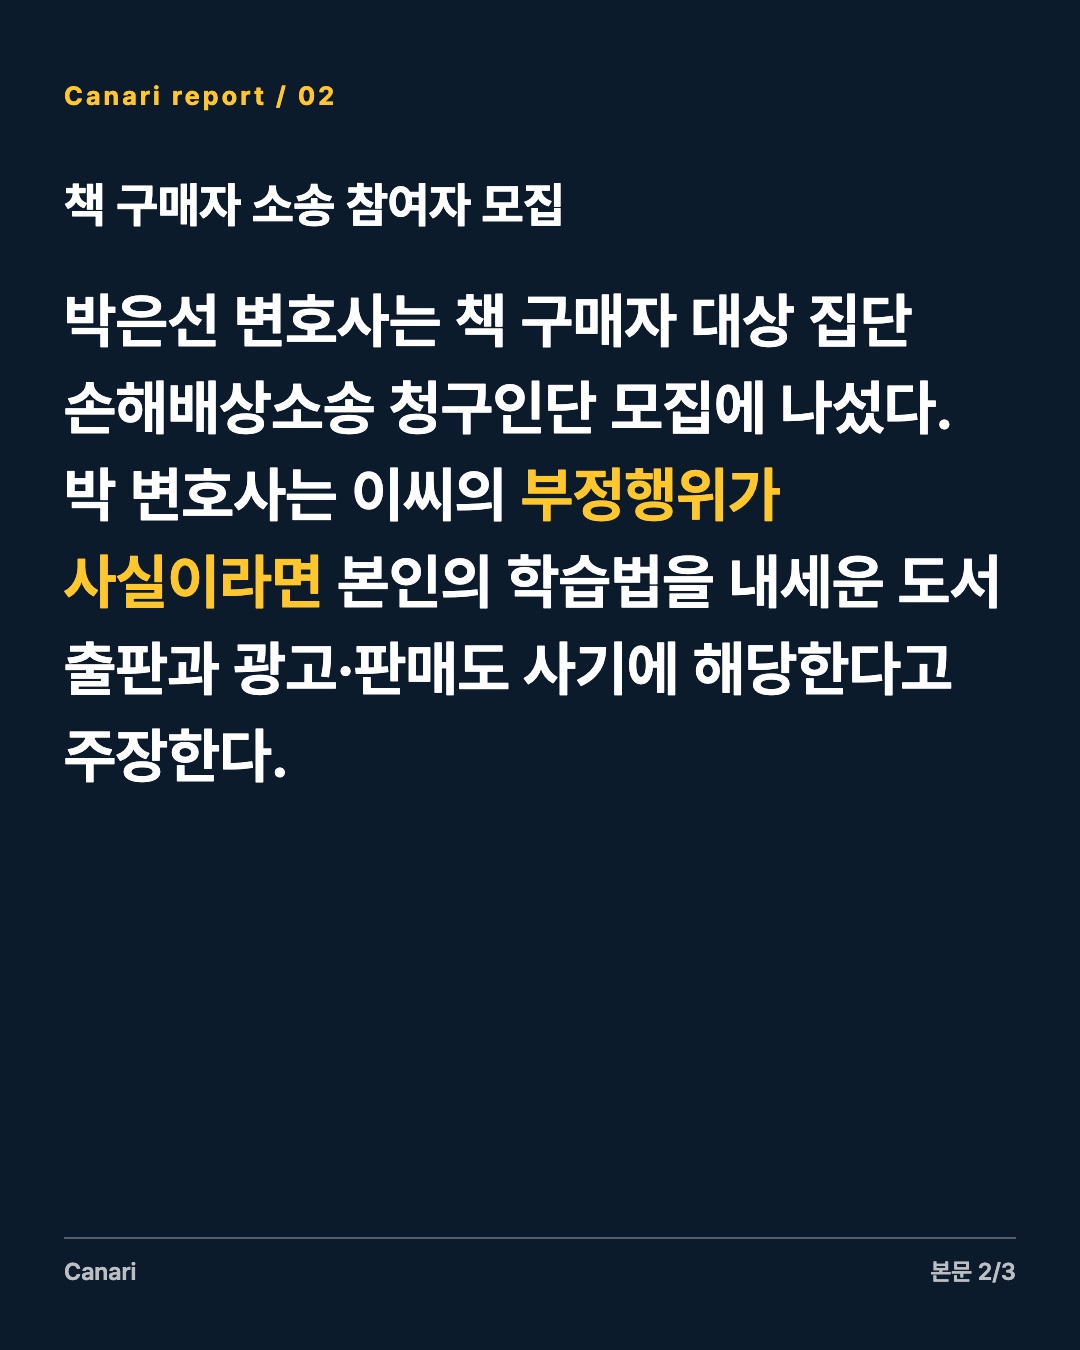 Canari report / 02
책 구매자 소송 참여자 모집
박은선 변호사는 책 구매자 대상 집단
손해배상소송 청구인단 모집에 나섰다.
박 변호사는 이씨의 부정행위가
사실이라면 본인의 학습법을 내세운 도서
출판과 광고·판매도 사기에 해당한다고
주장한다.
Canari
본문 2/3